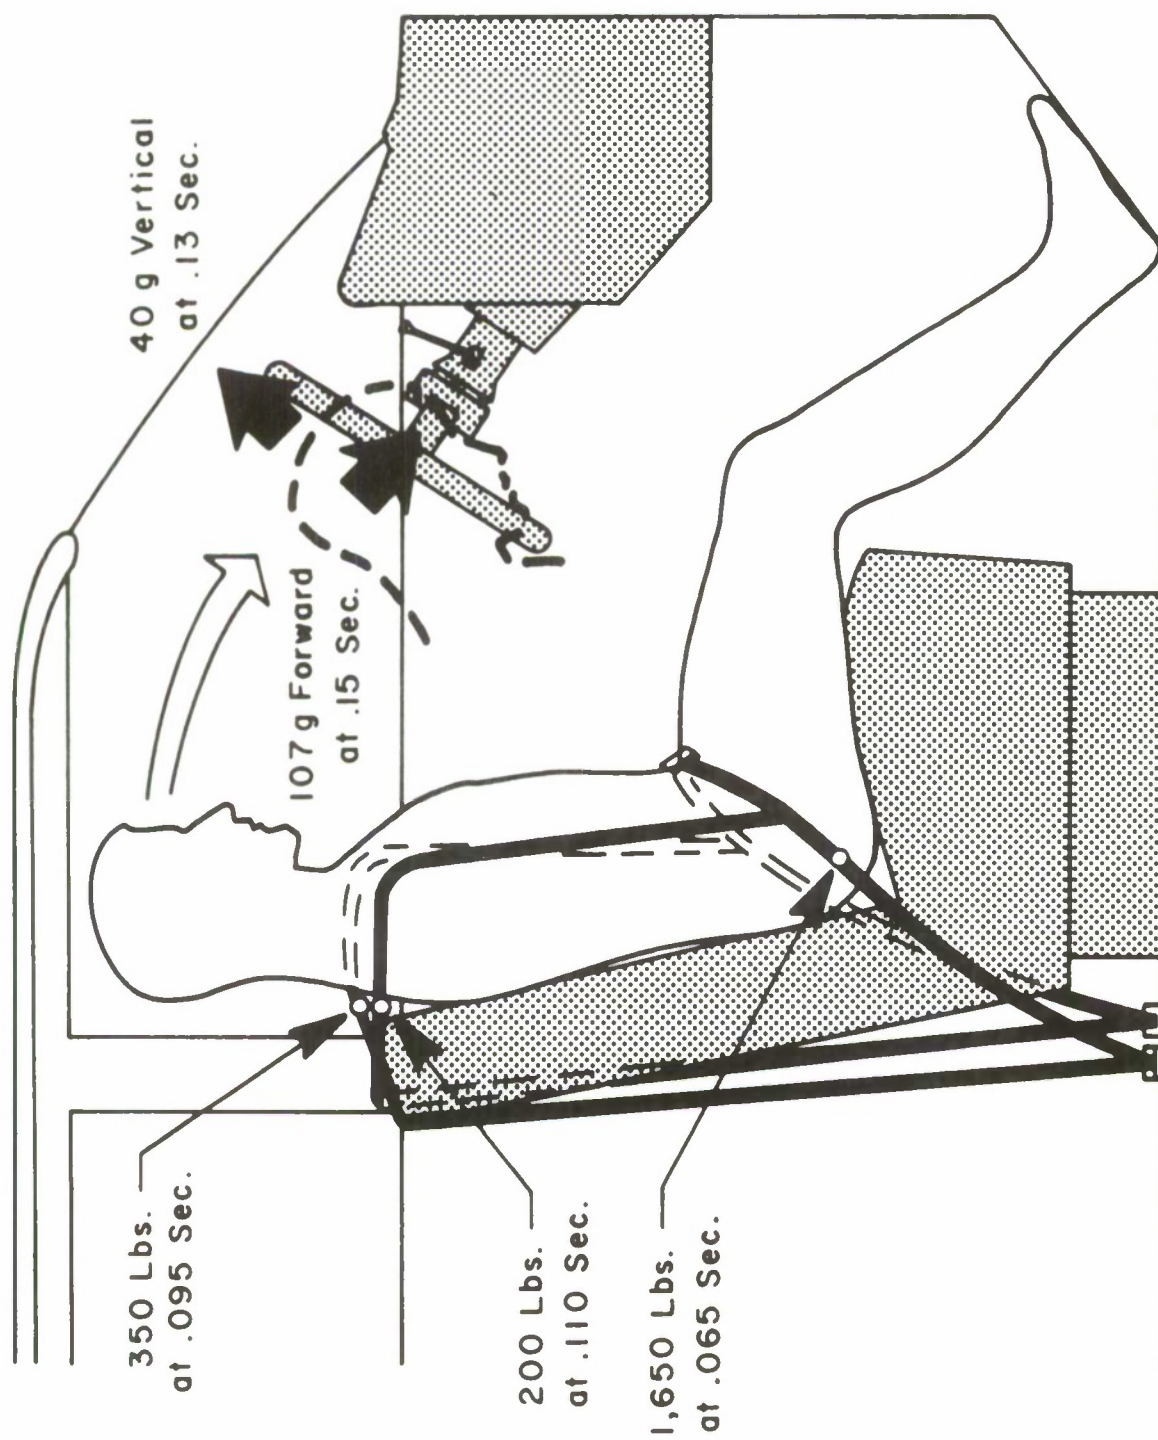 40 g Vertical
at .13 Sec.
107 g Forward
at .15 Sec.
350 Lbs.
at .095 Sec.
200 Lbs.
at .110 Sec.
1,650 Lbs.
at .065 Sec.